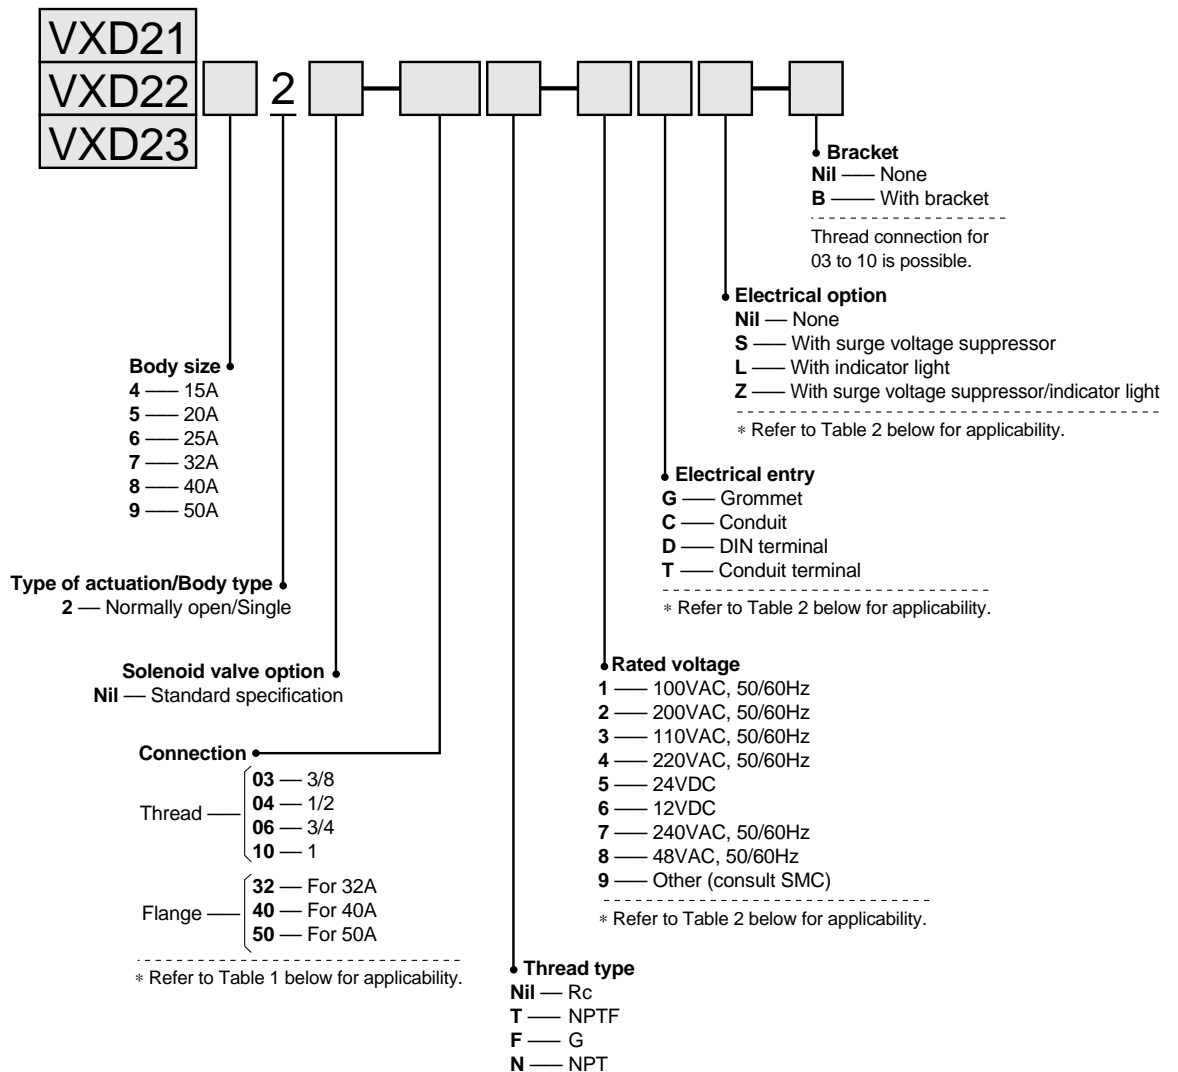 VXD21
VXD22 2
VXD23
Bracket
Nil — None
B — With bracket
Thread connection for
03 to 10 is possible.
Electrical option
Nil — None
S — With surge voltage suppressor
L — With indicator light
Z — With surge voltage suppressor/indicator light
* Refer to Table 2 below for applicability.
Body size
4 — 15A
5 — 20A
6 — 25A
7 — 32A
8 — 40A
9 — 50A
Electrical entry
G — Grommet
C — Conduit
D — DIN terminal
T — Conduit terminal
* Refer to Table 2 below for applicability.
Type of actuation/Body type
2 — Normally open/Single
Solenoid valve option
Nil — Standard specification
Rated voltage
1 — 100VAC, 50/60Hz
2 — 200VAC, 50/60Hz
3 — 110VAC, 50/60Hz
4 — 220VAC, 50/60Hz
5 — 24VDC
6 — 12VDC
7 — 240VAC, 50/60Hz
8 — 48VAC, 50/60Hz
9 — Other (consult SMC)
* Refer to Table 2 below for applicability.
Connection
Thread
03 — 3/8
04 — 1/2
06 — 3/4
10 — 1
Flange
32 — For 32A
40 — For 40A
50 — For 50A
* Refer to Table 1 below for applicability.
Thread type
Nil — Rc
T — NPTF
F — G
N — NPT